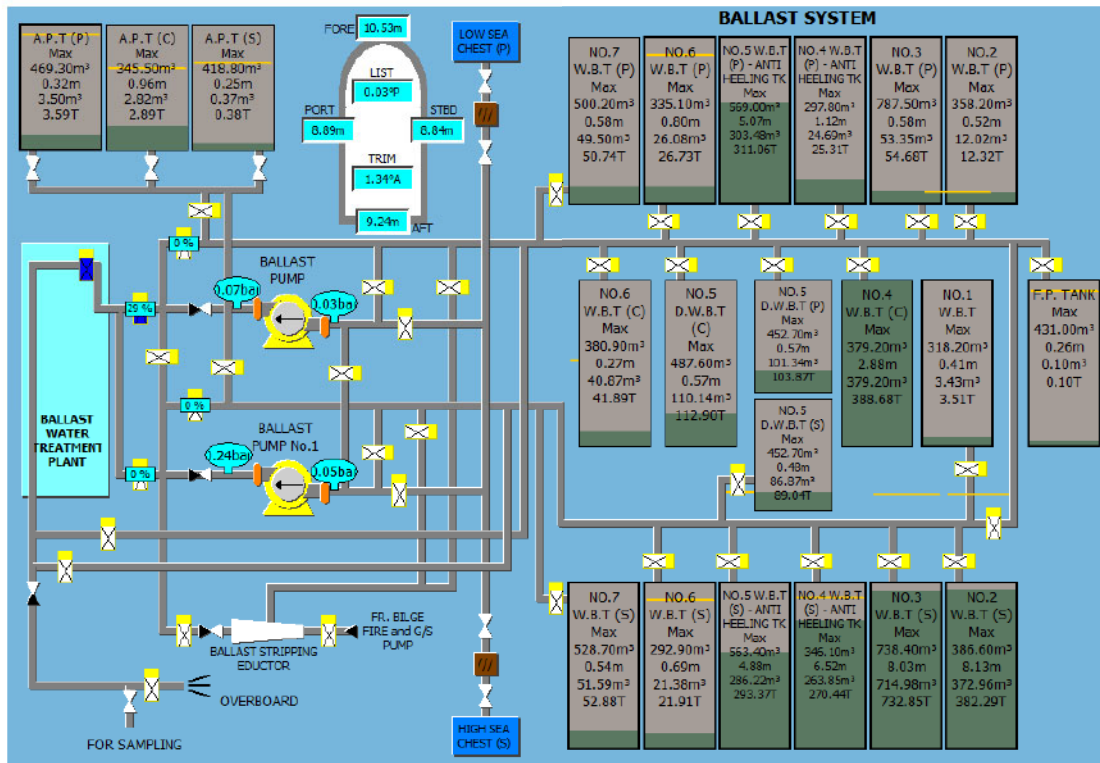 BALLAST SYSTEM
A.P.T (P)
Max
469.30m³
0.32m
3.50m³
3.59T
A.P.T (C)
Max
345.50m³
0.96m
2.82m³
2.89T
A.P.T (S)
Max
418.80m³
0.25m
0.37m³
0.38T
FORE
10.53m
LIST
0.03ºP
PORT
8.89m
STBD
8.84m
TRIM
1.34ºA
9.24m
AFT
LOW SEA
CHEST (P)
NO.7
W.B.T (P)
Max
500.20m³
0.58m
49.50m³
50.74T
NO.6
W.B.T (P)
Max
335.10m³
0.80m
26.08m³
26.73T
NO.5 W.B.T
(P) - ANTI
HEELING TK
Max
569.00m³
5.07m
303.48m³
311.06T
NO.4 W.B.T
(P) - ANTI
HEELING TK
Max
297.80m³
1.12m
24.69m³
25.31T
NO.3
W.B.T (P)
Max
787.50m³
0.58m
53.35m³
54.68T
NO.2
W.B.T (P)
Max
358.20m³
0.52m
12.02m³
12.32T
0 %
BALLAST
PUMP
0.07bar
0.03bar
29 %
BALLAST
WATER
TREATMENT
PLANT
0 %
BALLAST
PUMP No.1
0.24bar
0.05bar
0 %
NO.6
W.B.T (C)
Max
380.90m³
0.27m
40.87m³
41.89T
NO.5
D.W.B.T
(C)
Max
487.60m³
0.57m
110.14m³
112.90T
NO.5
D.W.B.T (P)
Max
452.70m³
0.57m
101.34m³
103.87T
NO.5
D.W.B.T (S)
Max
452.70m³
0.48m
86.87m³
89.04T
NO.4
W.B.T (C)
Max
379.20m³
2.88m
379.20m³
388.68T
NO.1
W.B.T
Max
318.20m³
0.41m
3.43m³
3.51T
F.P. TANK
Max
431.00m³
0.26m
0.10m³
0.10T
BALLAST STRIPPING
EDUCTOR
FR. BILGE
FIRE and G/S
PUMP
OVERBOARD
FOR SAMPLING
HIGH SEA
CHEST (S)
NO.7
W.B.T (S)
Max
528.70m³
0.54m
51.59m³
52.88T
NO.6
W.B.T (S)
Max
292.90m³
0.69m
21.38m³
21.91T
NO.5 W.B.T
(S) - ANTI
HEELING TK
Max
563.40m³
4.88m
286.22m³
293.37T
NO.4 W.B.T
(S) - ANTI
HEELING TK
Max
346.10m³
6.52m
263.85m³
270.44T
NO.3
W.B.T (S)
Max
738.40m³
8.03m
714.98m³
732.85T
NO.2
W.B.T (S)
Max
386.60m³
8.13m
372.96m³
382.29T